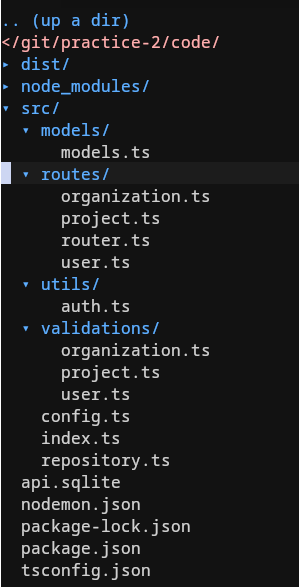 .. (up a dir)
</git/practice-2/code/
▸ dist/
▸ node_modules/
▾ src/
  ▾ models/
      models.ts
  ▾ routes/
      organization.ts
      project.ts
      router.ts
      user.ts
  ▾ utils/
      auth.ts
  ▾ validations/
      organization.ts
      project.ts
      user.ts
    config.ts
    index.ts
    repository.ts
  api.sqlite
  nodemon.json
  package-lock.json
  package.json
  tsconfig.json